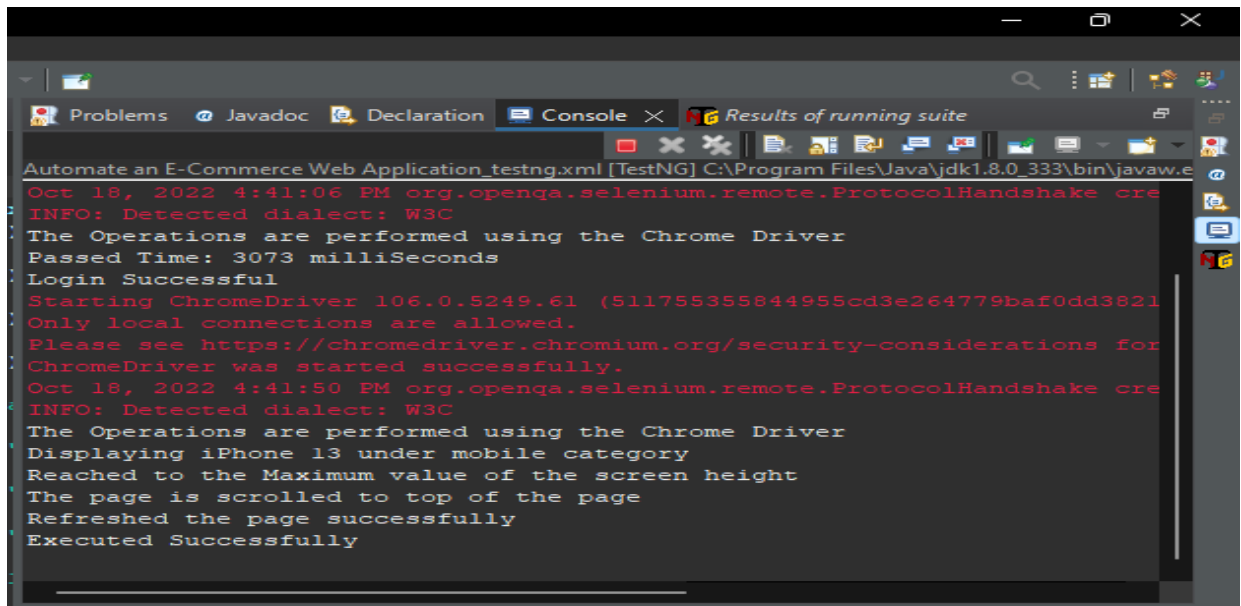 Problems @ Javadoc Declaration Console Results of running suite
Automate an E-Commerce Web Application_testng.xml [TestNG] C:\Program Files\Java\jdk1.8.0_333\bin\javaw.e
Oct 18, 2022 4:41:06 PM org.openqa.selenium.remote.ProtocolHandshake cre
INFO: Detected dialect: W3C
The Operations are performed using the Chrome Driver
Passed Time: 3073 milliSeconds
Login Successful
Starting ChromeDriver 106.0.5249.61 (511755355844955cd3e264779baf0dd3821
Only local connections are allowed.
Please see https://chromedriver.chromium.org/security-considerations for
ChromeDriver was started successfully.
Oct 18, 2022 4:41:50 PM org.openqa.selenium.remote.ProtocolHandshake cre
INFO: Detected dialect: W3C
The Operations are performed using the Chrome Driver
Displaying iPhone 13 under mobile category
Reached to the Maximum value of the screen height
The page is scrolled to top of the page
Refreshed the page successfully
Executed Successfully